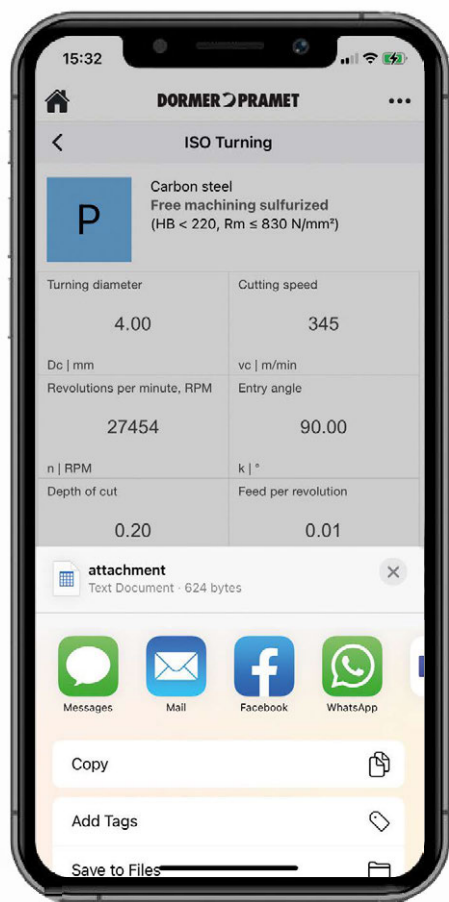 15:32
DORMER PRAMET
ISO Turning
P
Carbon steel
Free machining sulfurized
(HB < 220, Rm ≤ 830 N/mm²)
Turning diameter
4.00
Dc | mm
Cutting speed
345
vc | m/min
Revolutions per minute, RPM
27454
n | RPM
Entry angle
90.00
k | °
Depth of cut
0.20
Feed per revolution
0.01
attachment
Text Document · 624 bytes
Messages
Mail
Facebook
WhatsApp
Copy
Add Tags
Save to Files